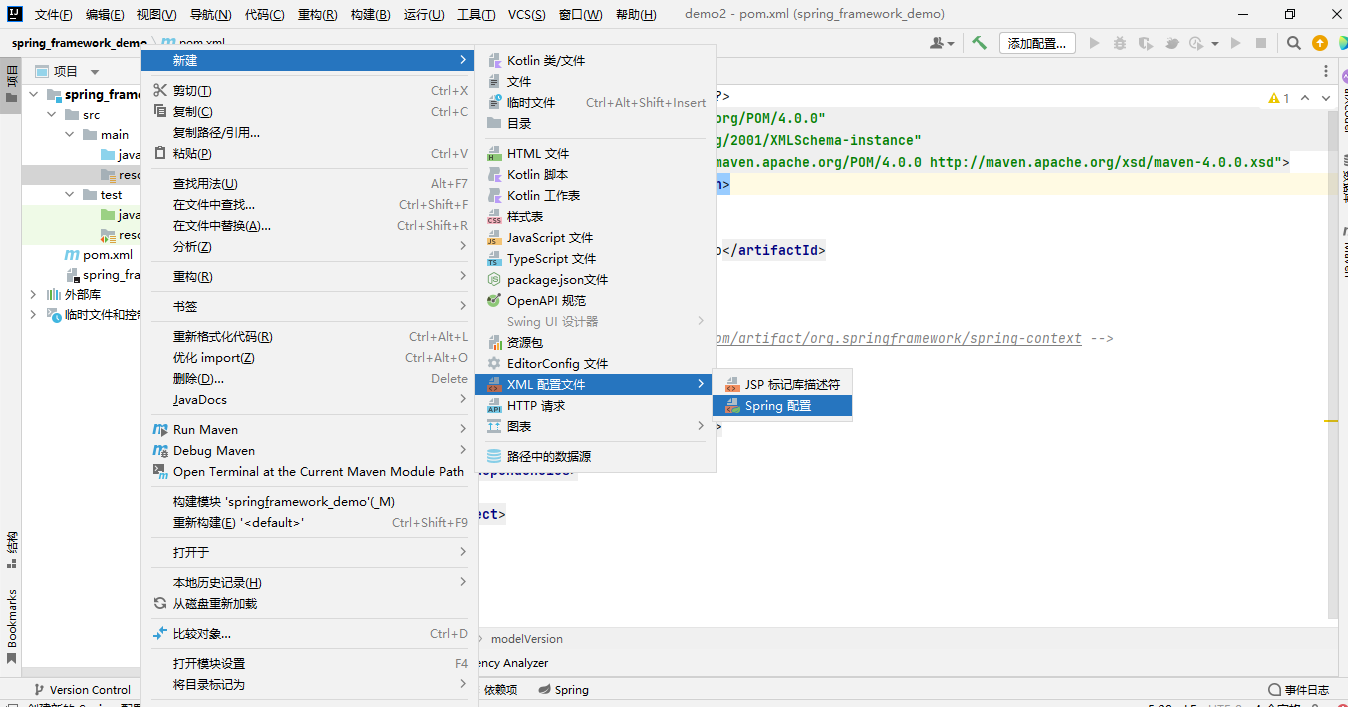 文件(F) 编辑(E) 视图(V) 导航(N) 代码(C) 重构(R) 构建(B) 运行(U) 工具(T) VCS(S) 窗口(W) 帮助(H) demo2 - pom.xml (spring_framework_demo)
spring_framework_demo pom.xml
添加配置...
项目
项目
spring_frame
src
main
java
reso
test
java
reso
pom.xml
spring_fra
外部库
临时文件和控制
结构
Bookmarks
新建
剪切(T) Ctrl+X
复制(C) Ctrl+C
复制路径/引用...
粘贴(P) Ctrl+V
查找用法(U) Alt+F7
在文件中查找... Ctrl+Shift+F
在文件中替换(A)... Ctrl+Shift+R
分析(Z)
重构(R)
书签
重新格式化代码(R) Ctrl+Alt+L
优化 import(Z) Ctrl+Alt+O
删除(D)... Delete
JavaDocs
Run Maven
Debug Maven
Open Terminal at the Current Maven Module Path
构建模块 'springframework_demo'(_M)
重新构建(E) '<default>' Ctrl+Shift+F9
打开于
本地历史记录(H)
从磁盘重新加载
比较对象... Ctrl+D
打开模块设置 F4
将目录标记为
Kotlin 类/文件
文件
临时文件 Ctrl+Alt+Shift+Insert
目录
HTML 文件
Kotlin 脚本
Kotlin 工作表
样式表
JavaScript 文件
TypeScript 文件
package.json文件
OpenAPI 规范
Swing UI 设计器
资源包
EditorConfig 文件
XML 配置文件
HTTP 请求
图表
路径中的数据源
JSP 标记库描述符
Spring 配置
?>
org/POM/4.0.0"
g/2001/XMLSchema-instance"
maven.apache.org/POM/4.0.0 http://maven.apache.org/xsd/maven-4.0.0.xsd">
n>
o</artifactId>
om/artifact/org.springframework/spring-context -->
>
ect>
1
modelVersion
ency Analyzer
Version Control
依赖项
Spring
事件日志